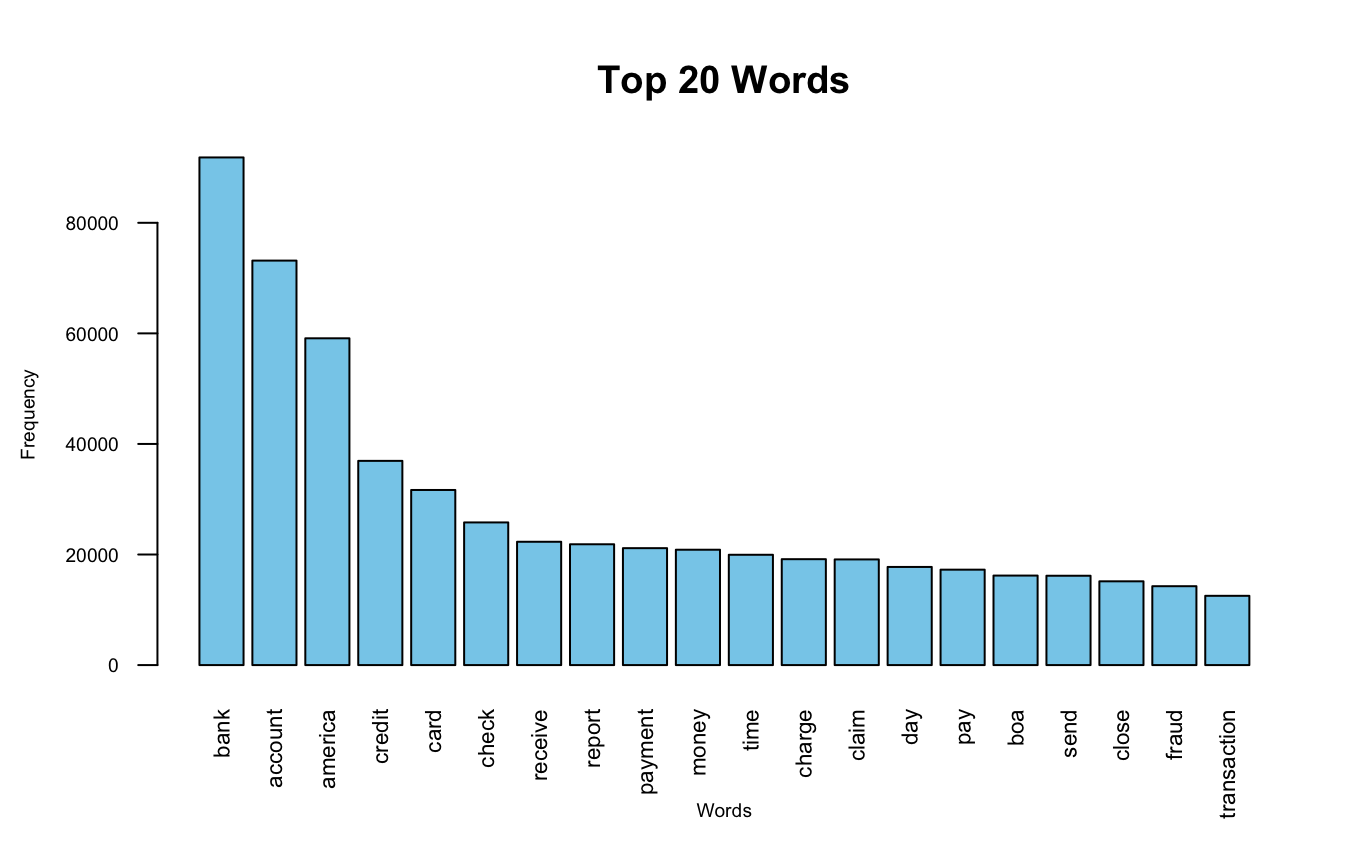 Top 20 Words
Frequency
80000
60000
40000
20000
0
bank
account
america
credit
card
check
receive
report
payment
money
time
charge
claim
day
pay
boa
send
close
fraud
transaction
Words